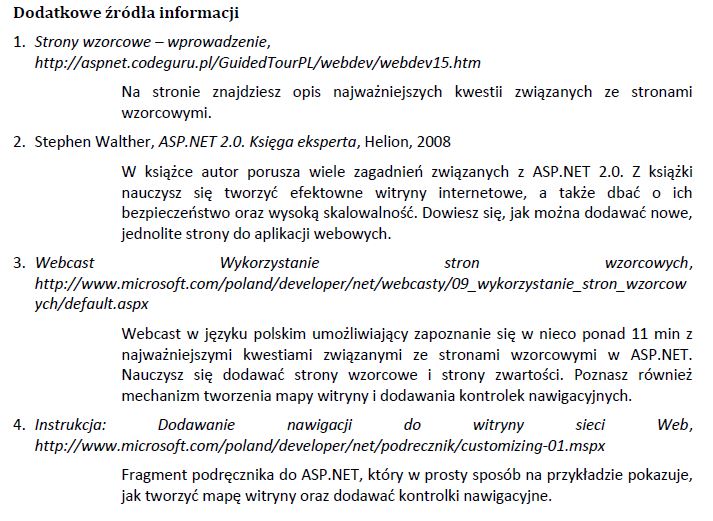 Dodatkowe źródła informacji
1. Strony wzorcowe – wprowadzenie,
http://aspnet.codeguru.pl/GuidedTourPL/webdev/webdev15.htm
Na stronie znajdziesz opis najważniejszych kwestii związanych ze stronami
wzorcowymi.
2. Stephen Walther, ASP.NET 2.0. Księga eksperta, Helion, 2008
W książce autor porusza wiele zagadnień związanych z ASP.NET 2.0. Z książki
nauczysz się tworzyć efektowne witryny internetowe, a także dbać o ich
bezpieczeństwo oraz wysoką skalowalność. Dowiesz się, jak można dodawać nowe,
jednolite strony do aplikacji webowych.
3. Webcast Wykorzystanie stron wzorcowych,
http://www.microsoft.com/poland/developer/net/webcasty/09_wykorzystanie_stron_wzorcow
ych/default.aspx
Webcast w języku polskim umożliwiający zapoznanie się w nieco ponad 11 min z
najważniejszymi kwestiami związanymi ze stronami wzorcowymi w ASP.NET.
Nauczysz się dodawać strony wzorcowe i strony zwartości. Poznasz również
mechanizm tworzenia mapy witryny i dodawania kontrolek nawigacyjnych.
4. Instrukcja: Dodawanie nawigacji do witryny sieci Web,
http://www.microsoft.com/poland/developer/net/podrecznik/customizing-01.mspx
Fragment podręcznika do ASP.NET, który w prosty sposób na przykładzie pokazuje,
jak tworzyć mapę witryny oraz dodawać kontrolki nawigacyjne.